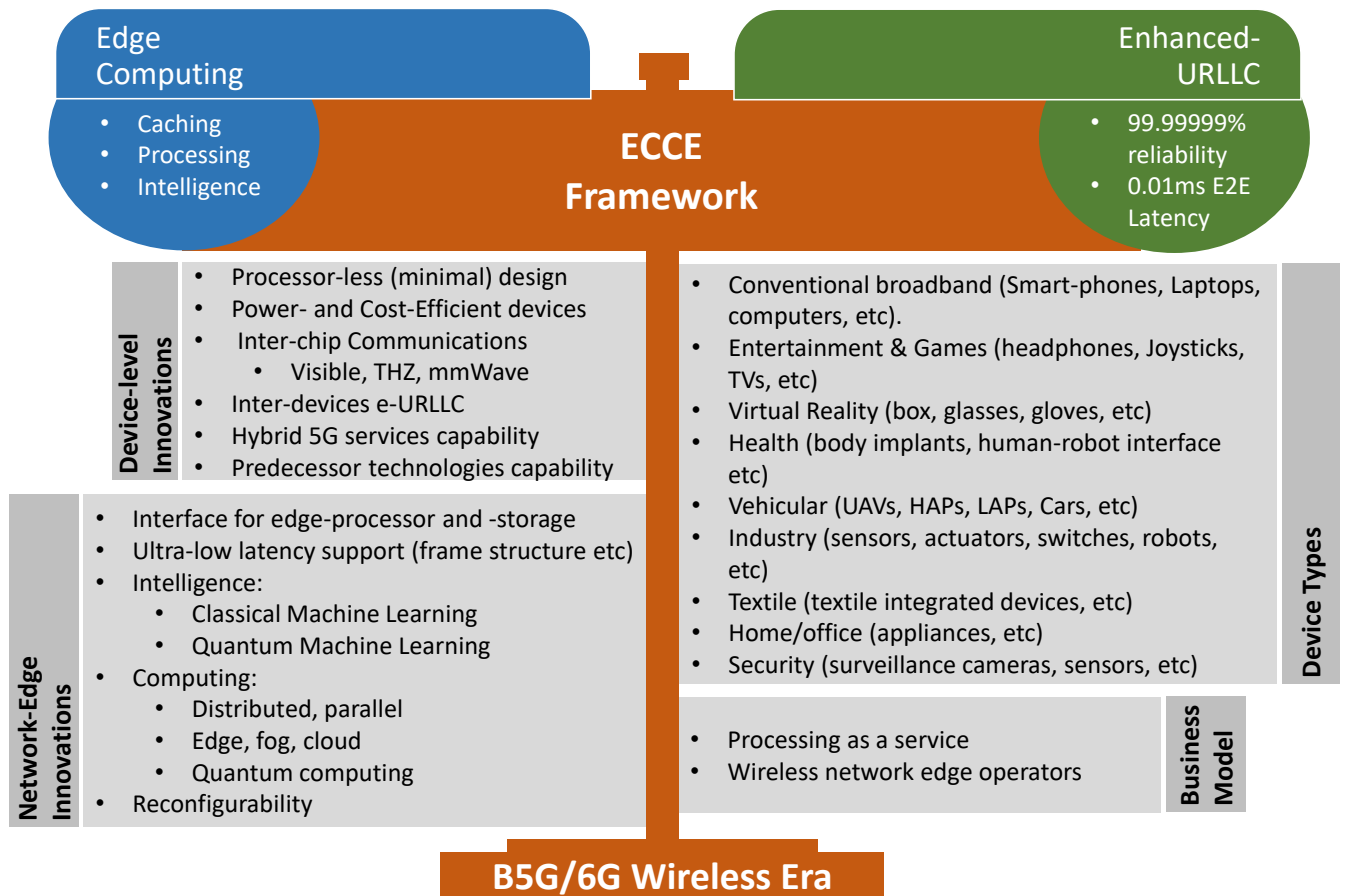 Edge
Computing
• Caching
• Processing
• Intelligence
ECCE
Framework
Enhanced-
URLLC
• 99.99999%
reliability
• 0.01ms E2E
Latency
Device-level
Innovations
• Processor-less (minimal) design
• Power- and Cost-Efficient devices
• Inter-chip Communications
• Visible, THZ, mmWave
• Inter-devices e-URLLC
• Hybrid 5G services capability
• Predecessor technologies capability
Network-Edge
Innovations
• Interface for edge-processor and -storage
• Ultra-low latency support (frame structure etc)
• Intelligence:
• Classical Machine Learning
• Quantum Machine Learning
• Computing:
• Distributed, parallel
• Edge, fog, cloud
• Quantum computing
• Reconfigurability
• Conventional broadband (Smart-phones, Laptops,
computers, etc).
• Entertainment & Games (headphones, Joysticks,
TVs, etc)
• Virtual Reality (box, glasses, gloves, etc)
• Health (body implants, human-robot interface
etc)
• Vehicular (UAVs, HAPs, LAPs, Cars, etc)
• Industry (sensors, actuators, switches, robots,
etc)
• Textile (textile integrated devices, etc)
• Home/office (appliances, etc)
• Security (surveillance cameras, sensors, etc)
Device Types
• Processing as a service
• Wireless network edge operators
Business
Model
B5G/6G Wireless Era